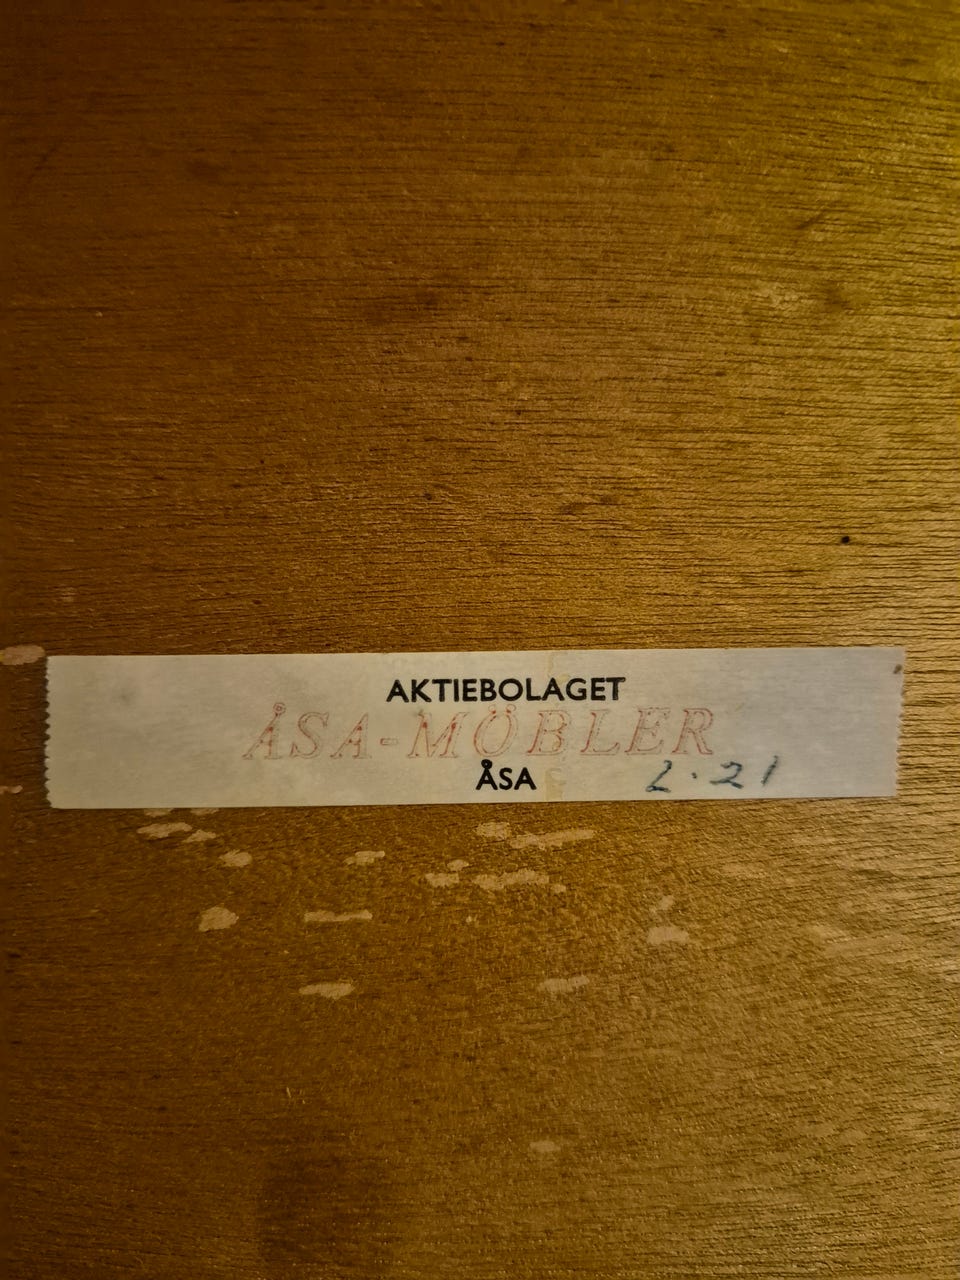 AKTIEBOLAGET
ÅSA-MÖBLER
ÅSA
2.21